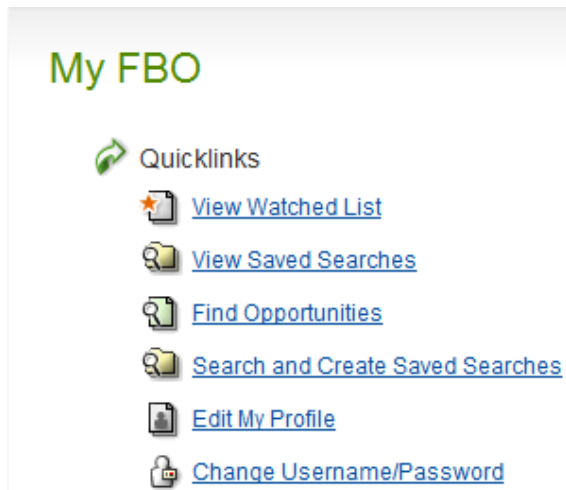 My FBO
Quicklinks
View Watched List
View Saved Searches
Find Opportunities
Search and Create Saved Searches
Edit My Profile
Change Username/Password